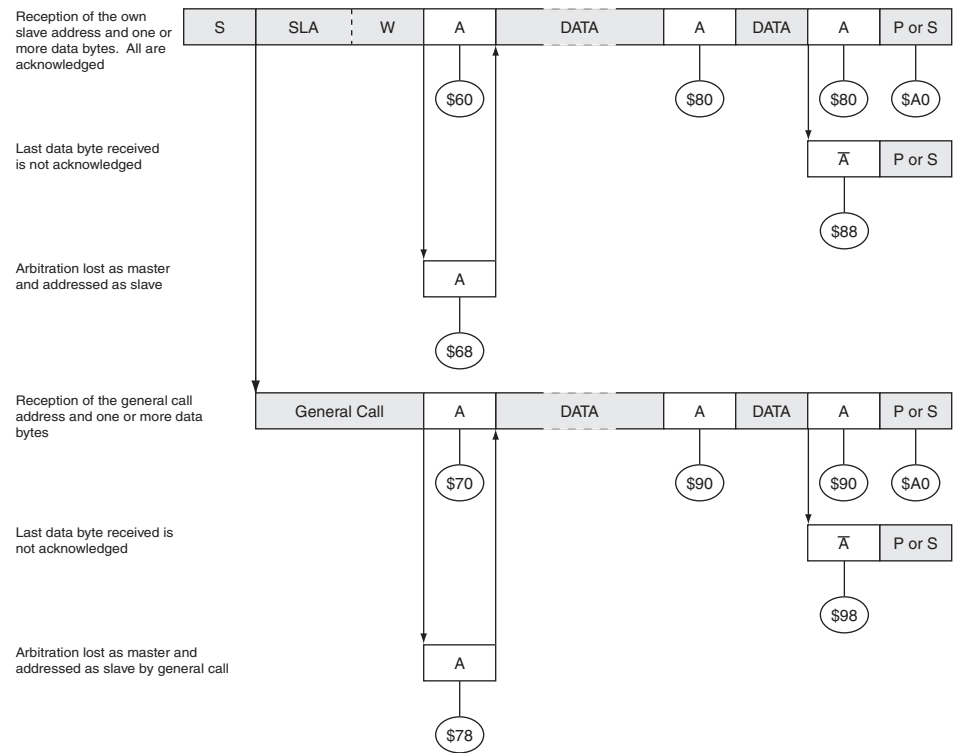 Reception of the own
slave address and one or
more data bytes. All are
acknowledged
S SLA W A DATA A DATA A P or S
$60 $80 $80 $A0
Last data byte received
is not acknowledged
A̅ P or S
$88
Arbitration lost as master
and addressed as slave
A
$68
Reception of the general call
address and one or more data
bytes
General Call A DATA A DATA A P or S
$70 $90 $90 $A0
Last data byte received is
not acknowledged
A̅ P or S
$98
Arbitration lost as master and
addressed as slave by general call
A
$78